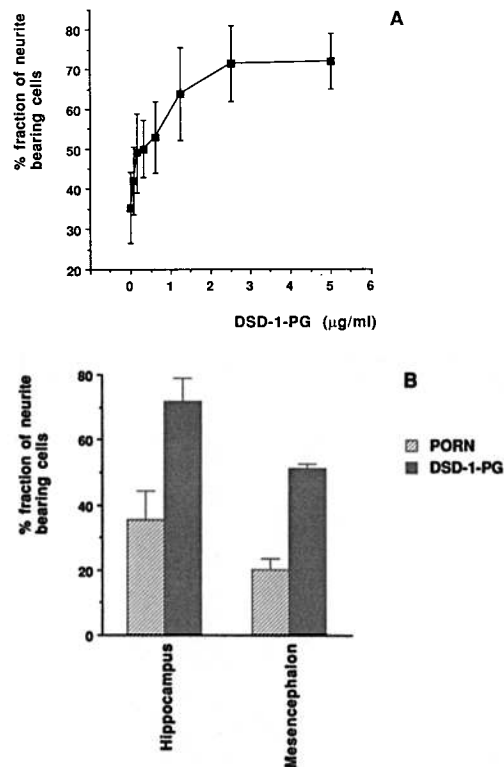 A
% fraction of neurite
bearing cells
80
70
60
50
40
30
20
0
1
2
3
4
5
6
DSD-1-PG (µg/ml)
B
% fraction of neurite
bearing cells
80
60
40
20
0
PORN
DSD-1-PG
Hippocampus
Mesencephalon